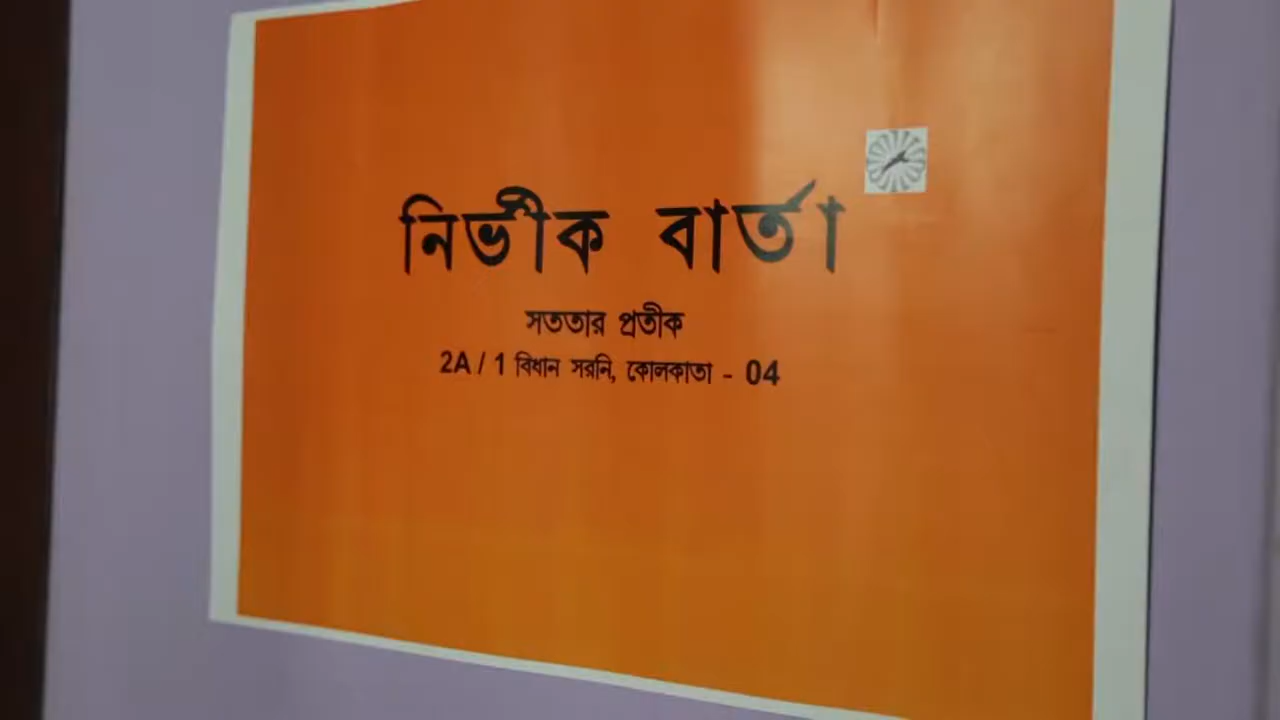 নির্ভীক বার্তা
সততার প্রতীক
2A / 1 বিধান সরনি, কোলকাতা - 04